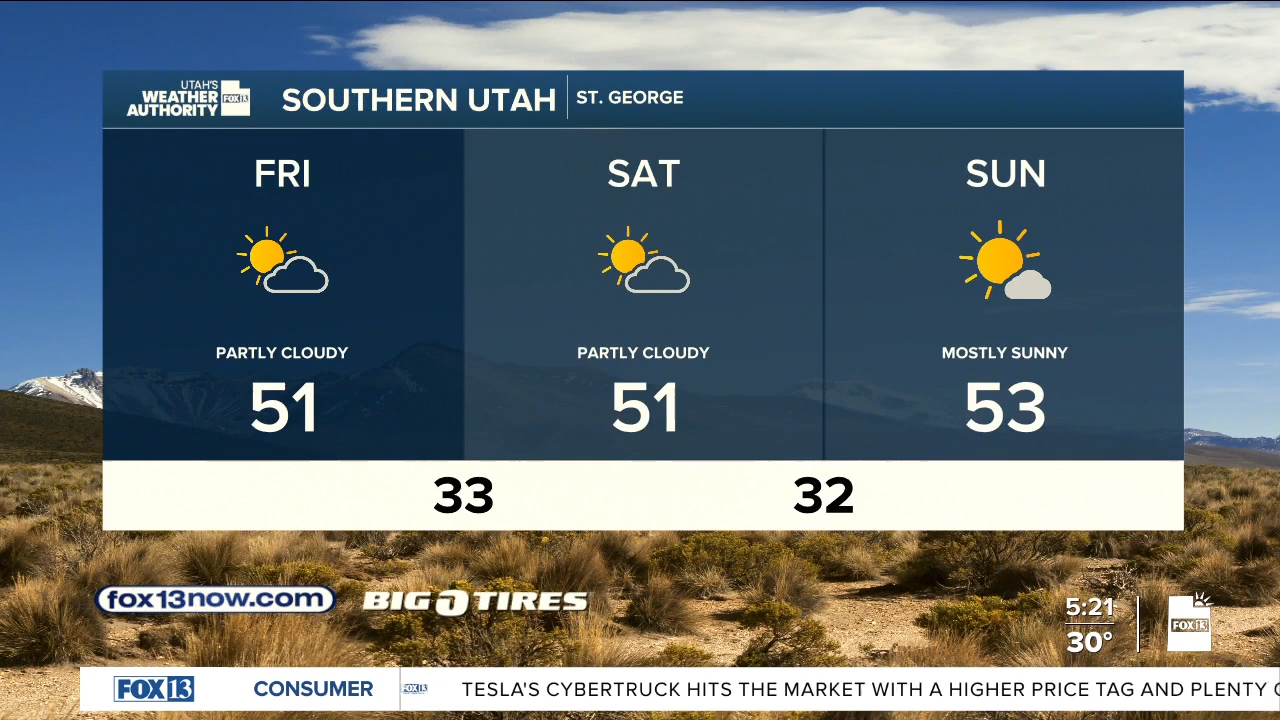 UTAH'S
WEATHER
AUTHORITY
FOX 13
SOUTHERN UTAH
ST. GEORGE
FRI
SAT
SUN
PARTLY CLOUDY
PARTLY CLOUDY
MOSTLY SUNNY
51
51
53
33
32
fox13now.com
BIG O TIRES
5:21
30°
FOX 13
FOX 13
CONSUMER
FOX 13
TESLA'S CYBERTRUCK HITS THE MARKET WITH A HIGHER PRICE TAG AND PLENTY